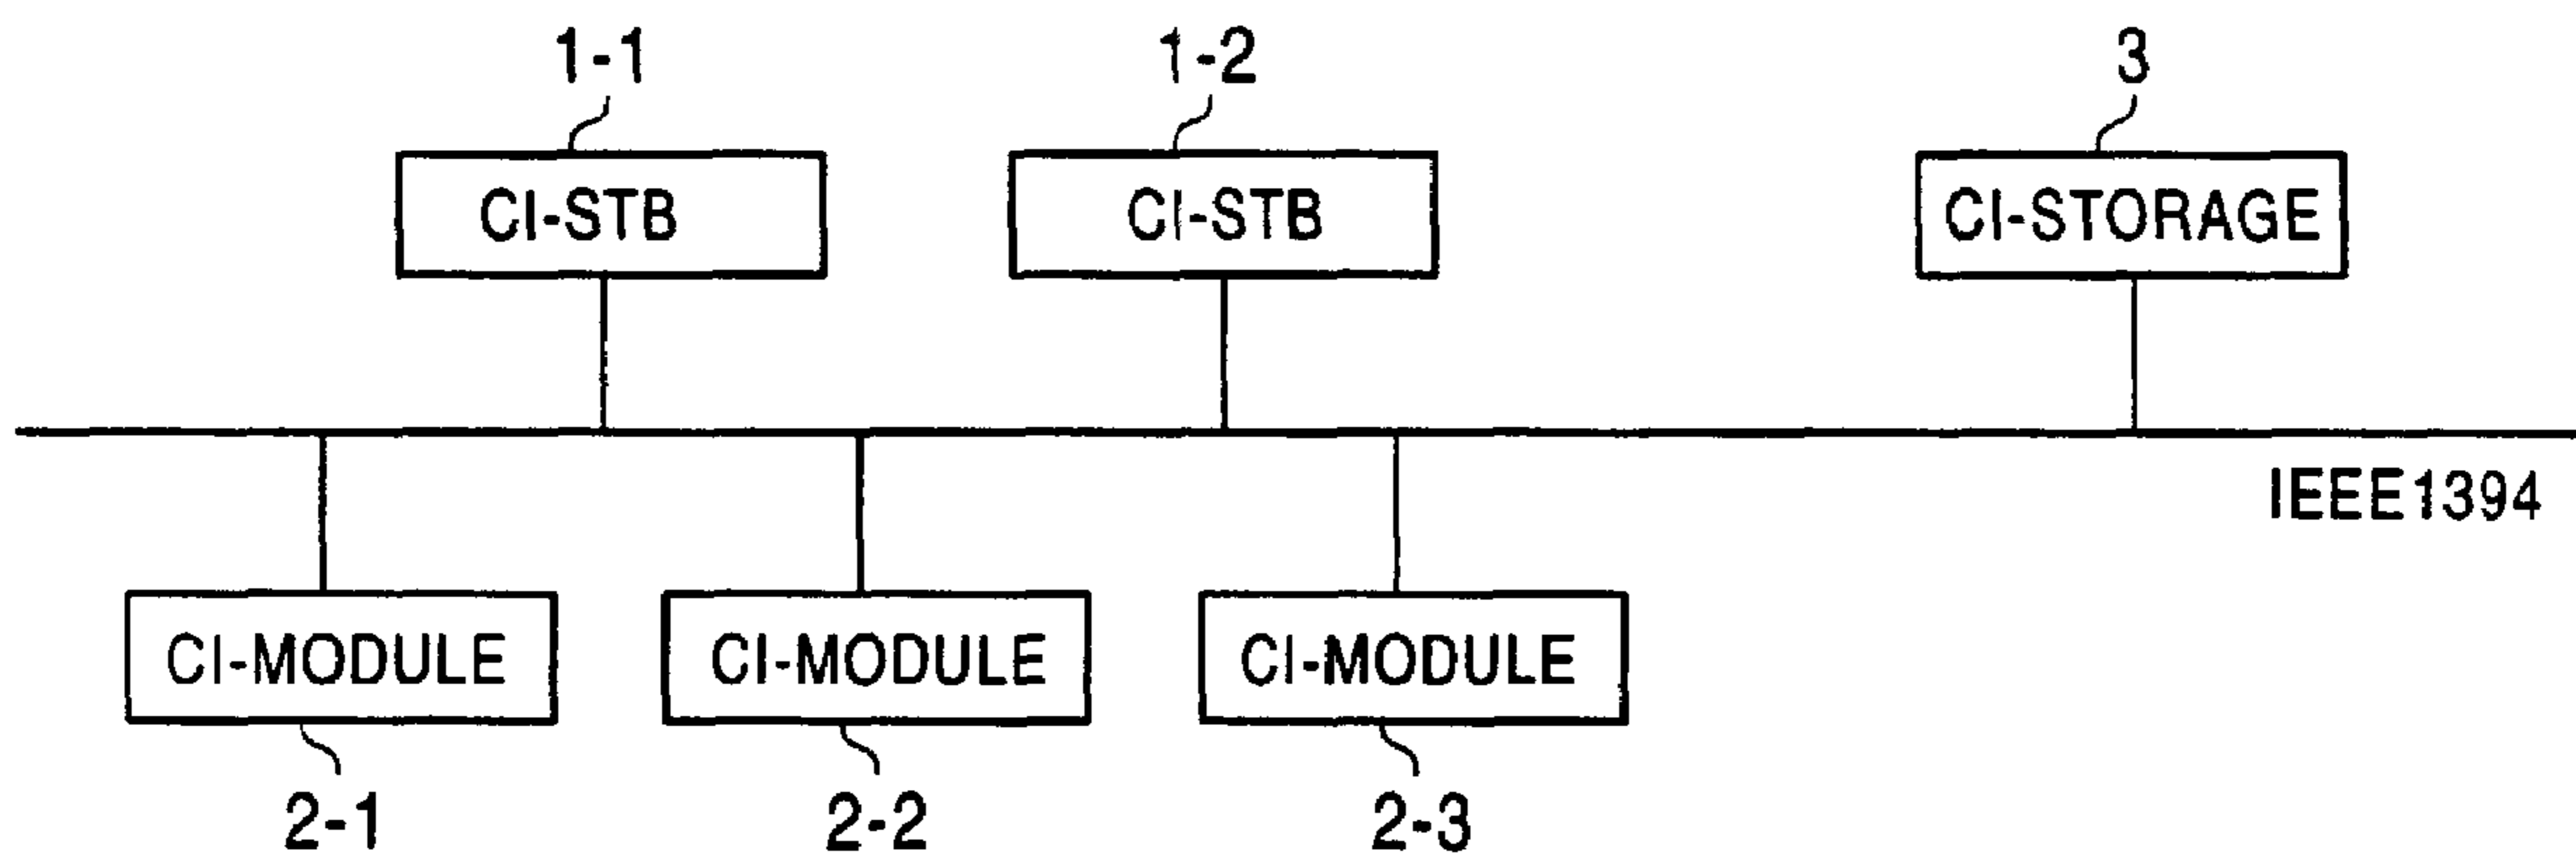 1-1
1-2
3
CI-STB
CI-STB
CI-STORAGE
IEEE1394
CI-MODULE
CI-MODULE
CI-MODULE
2-1
2-2
2-3